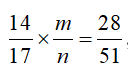 14/17 × m/n = 28/51,